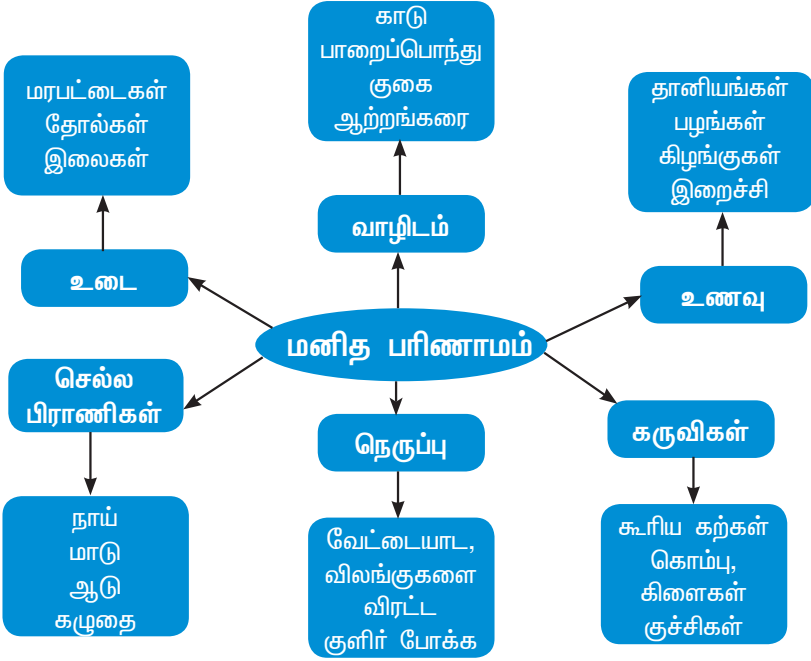 காடு
பாறைப்பொந்து
குகை
ஆற்றங்கரை
மரபட்டைகள்
தோல்கள்
இலைகள்
தானியங்கள்
பழங்கள்
கிழங்குகள்
இறைச்சி
வாழிடம்
உடை
உணவு
மனித பரிணாமம்
செல்ல
பிராணிகள்
நெருப்பு
கருவிகள்
நாய்
மாடு
ஆடு
கழுதை
வேட்டையாட,
விலங்குகளை
விரட்ட
குளிர் போக்க
கூரிய கற்கள்
கொம்பு,
கிளைகள்
குச்சிகள்